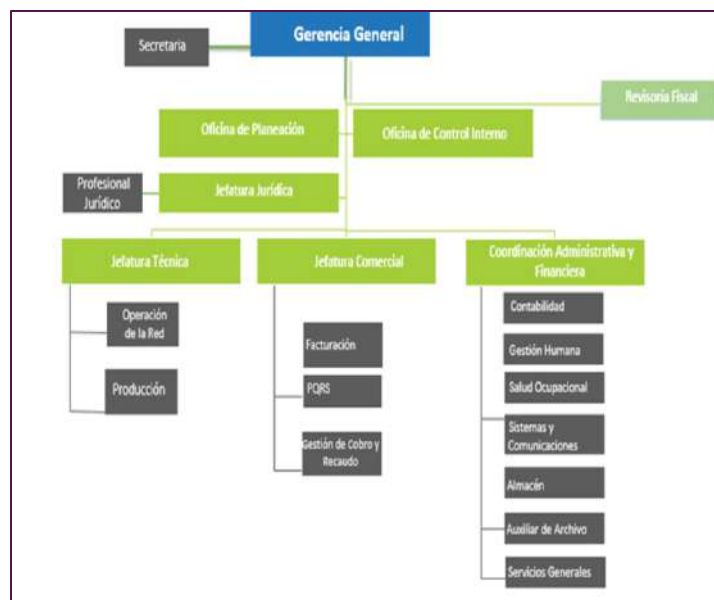 Gerencia General
Secretaria
Revisoría Fiscal
Oficina de Planeación
Oficina de Control Interno
Profesional
Jurídico
Jefatura Jurídica
Jefatura Técnica
Jefatura Comercial
Coordinación Administrativa y
Financiera
Operación
de la Red
Producción
Facturación
PQRS
Gestión de Cobro y
Recaudo
Contabilidad
Gestión Humana
Salud Ocupacional
Sistemas y
Comunicaciones
Almacén
Auxiliar de Archivo
Servicios Generales